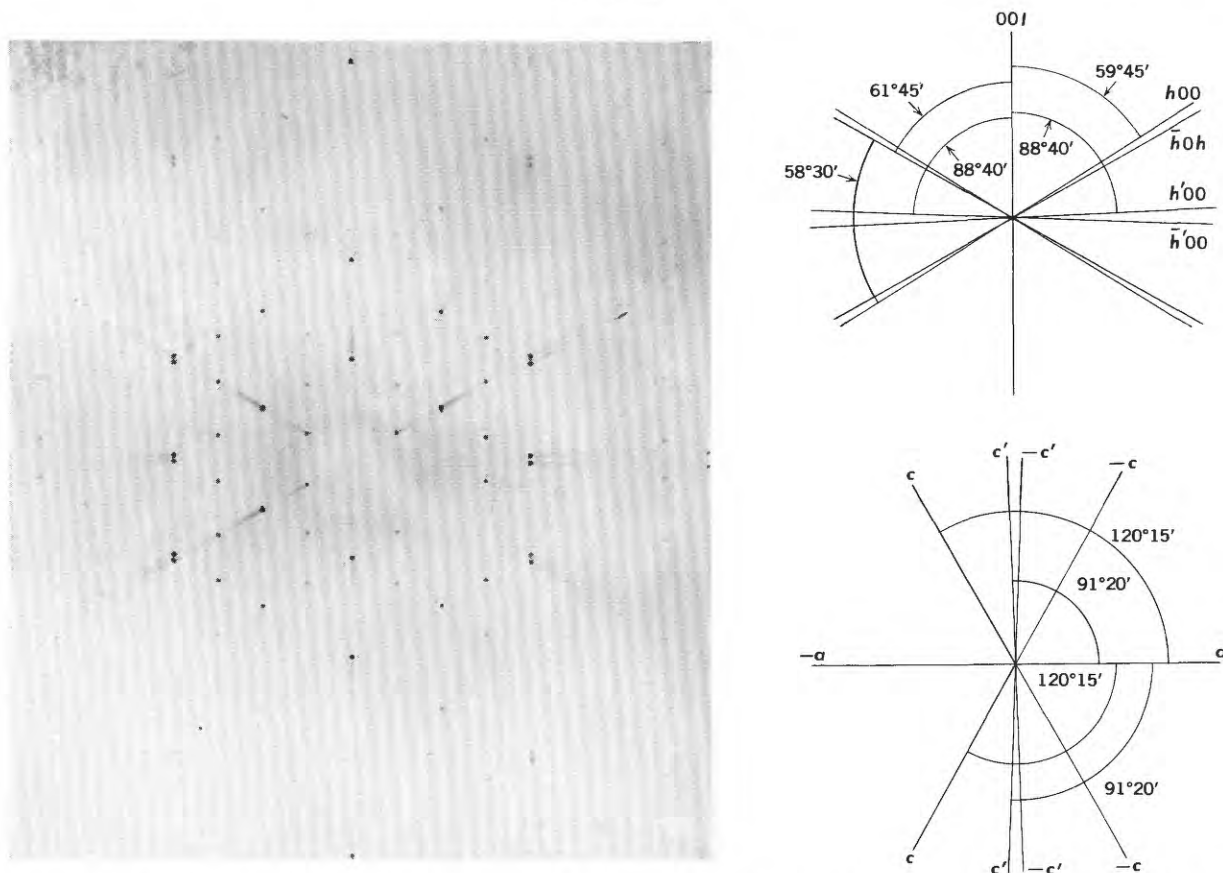 00l
59°45′
61°45′
h00
h̄0h
88°40′
88°40′
58°30′
h′00
h̄′00
c′
−c′
c
−c
120°15′
91°20′
−a
a
120°15′
91°20′
c
c′
−c′
−c